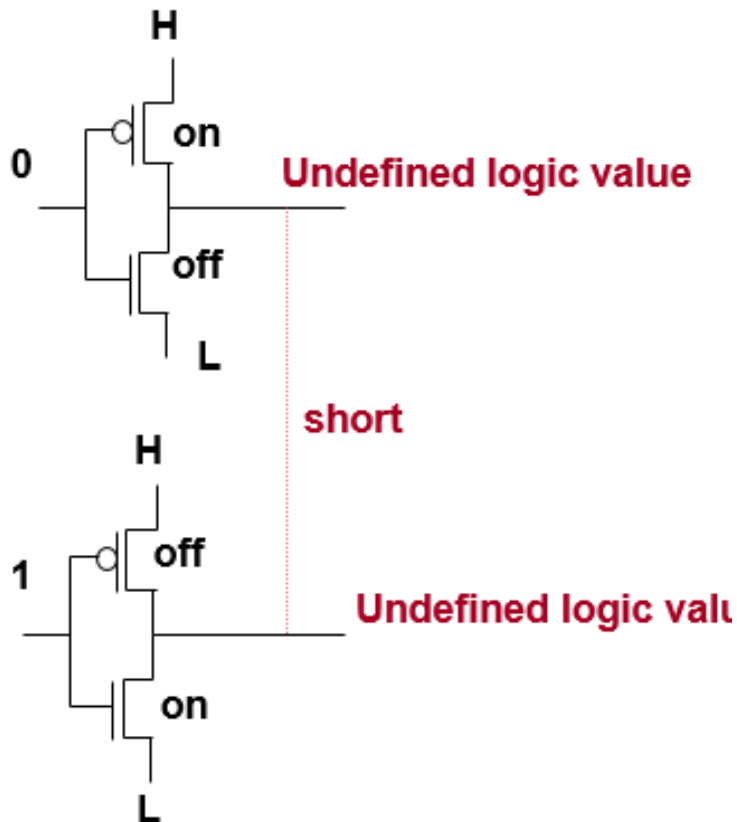 H
on
0
Undefined logic value
off
L
short
H
off
1
Undefined logic valu
on
L